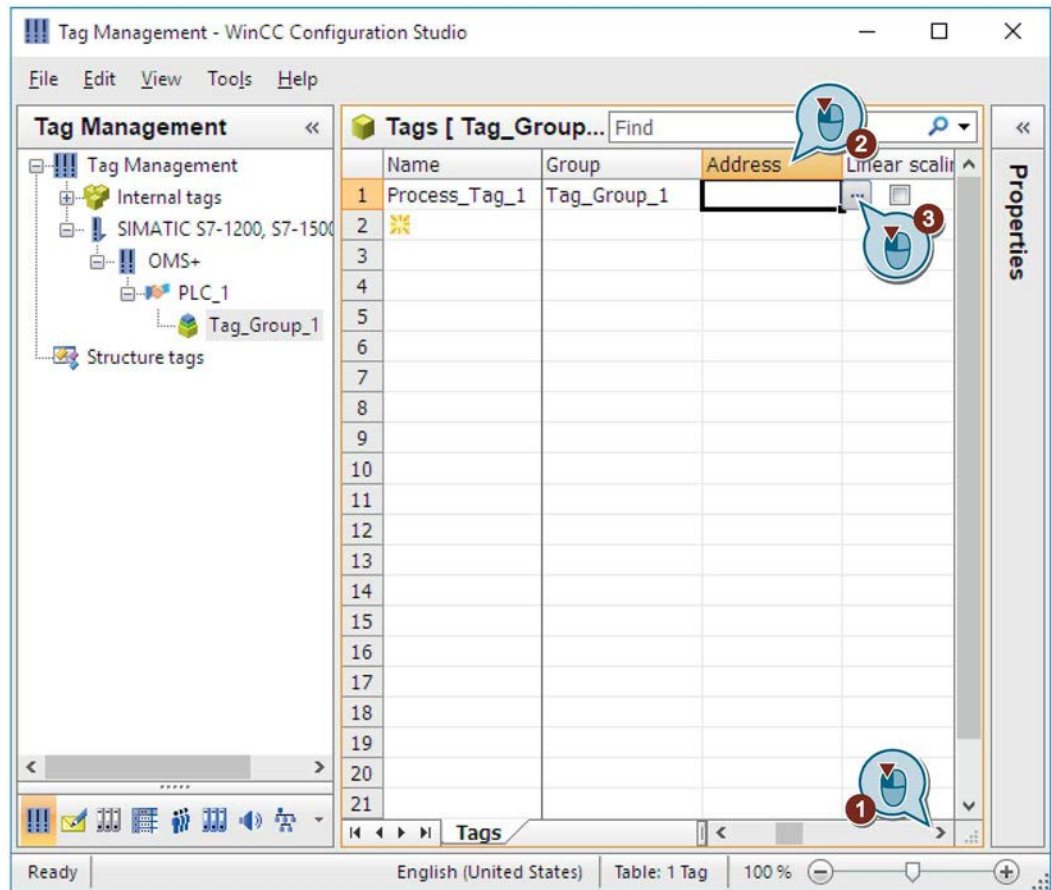 Tag Management - WinCC Configuration Studio
File Edit View Tools Help
Tag Management «
Tag Management
Internal tags
SIMATIC S7-1200, S7-1500
OMS+
PLC_1
Tag_Group_1
Structure tags
Tags [ Tag_Group... Find
Name Group Address Linear scalin
1 Process_Tag_1 Tag_Group_1 ...
2
3
4
5
6
7
8
9
10
11
12
13
14
15
16
17
18
19
20
21
Tags
«
Properties
2
3
1
Ready English (United States) Table: 1 Tag 100 %